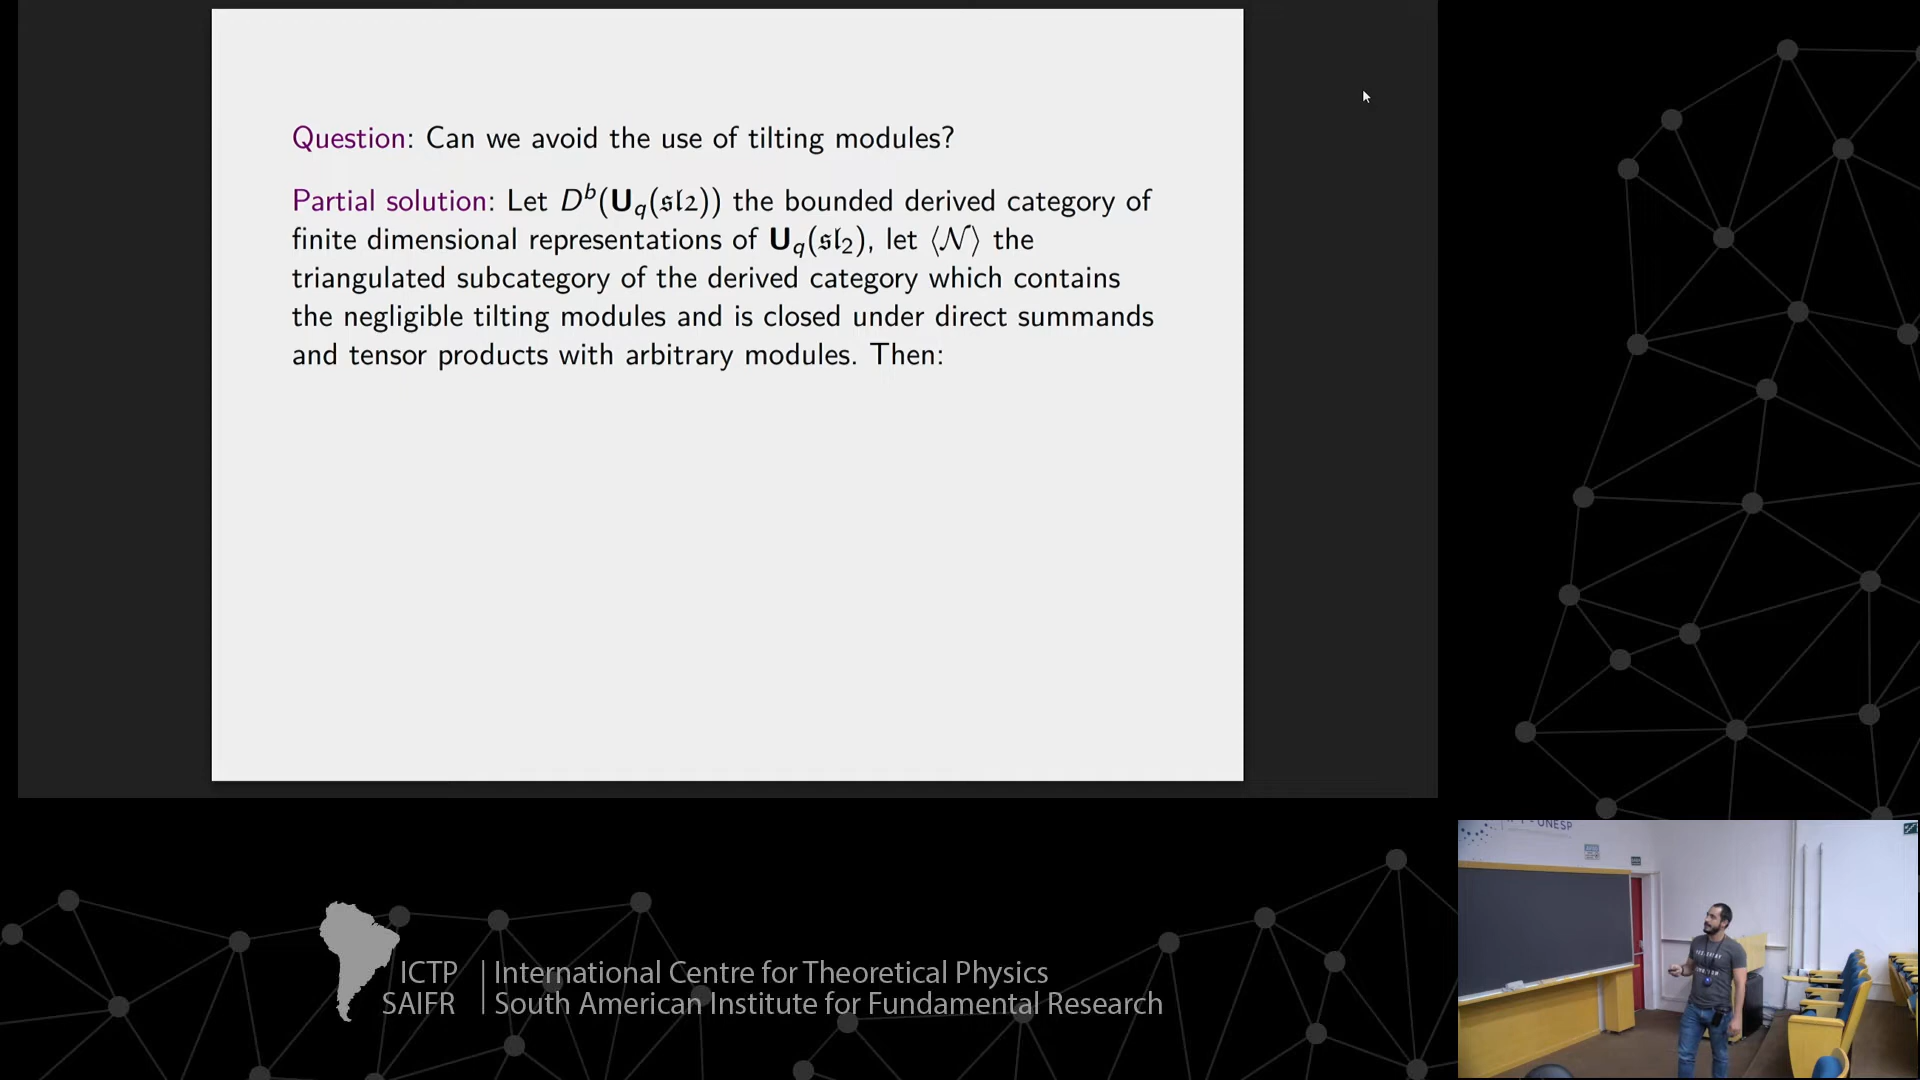 Question: Can we avoid the use of tilting modules?
Partial solution: Let D^b(U_q(𝔰𝔩2)) the bounded derived category of
finite dimensional representations of U_q(𝔰𝔩_2), let ⟨𝒩⟩ the
triangulated subcategory of the derived category which contains
the negligible tilting modules and is closed under direct summands
and tensor products with arbitrary modules. Then:
UNESP
ICTP
SAIFR
International Centre for Theoretical Physics
South American Institute for Fundamental Research